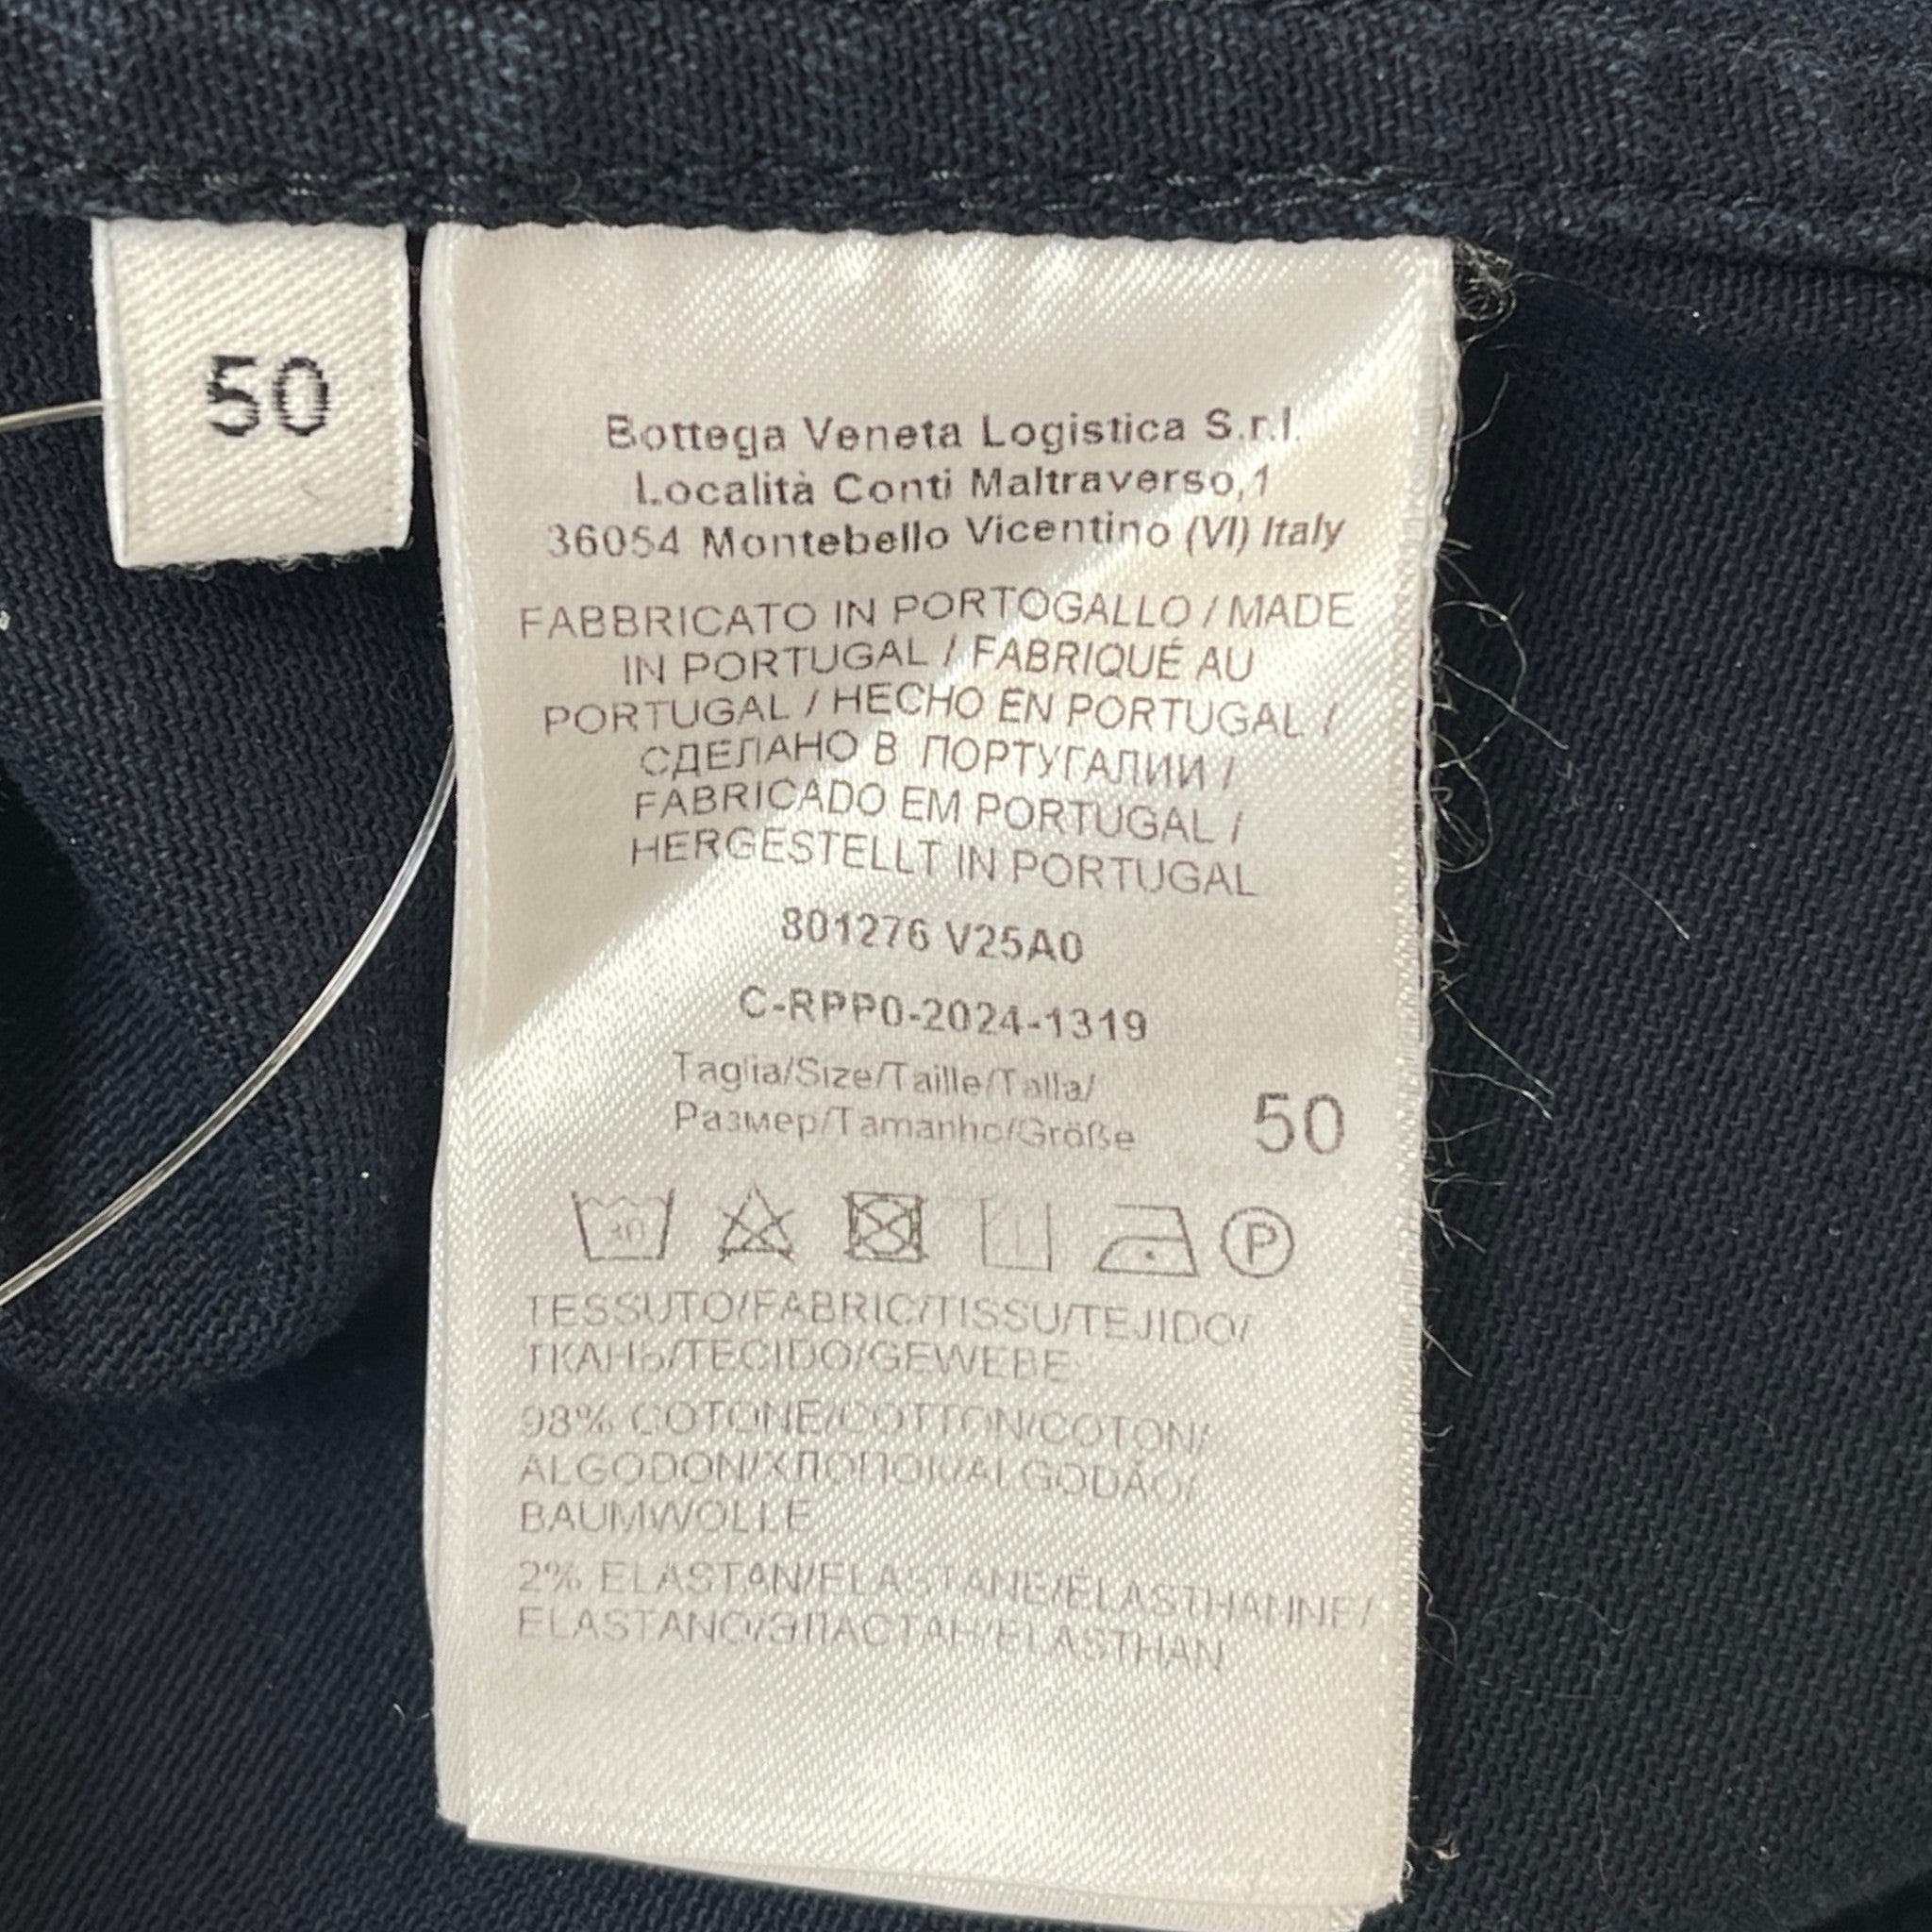 50
Bottega Veneta Logistica S.r.l.
Località Conti Maltraverso,1
36054 Montebello Vicentino (VI) Italy
FABBRICATO IN PORTOGALLO / MADE
IN PORTUGAL / FABRIQUÉ AU
PORTUGAL / HECHO EN PORTUGAL /
СДЕЛАНО В ПОРТУГАЛИИ /
FABRICADO EM PORTUGAL /
HERGESTELLT IN PORTUGAL
801276 V25A0
C-RPP0-2024-1319
Taglia/Size/Taille/Talla/
Размер/Tamanho/Größe
50
30
P
TESSUTO/FABRIC/TISSU/TEJIDO/
ТКАНЬ/TECIDO/GEWEBE:
98% COTONE/COTTON/COTON/
ALGODON/ХЛОПОК/ALGODÃO/
BAUMWOLLE
2% ELASTAN/ELASTANE/ÉLASTHANNE/
ELASTANO/ЭЛАСТАН/ELASTHAN